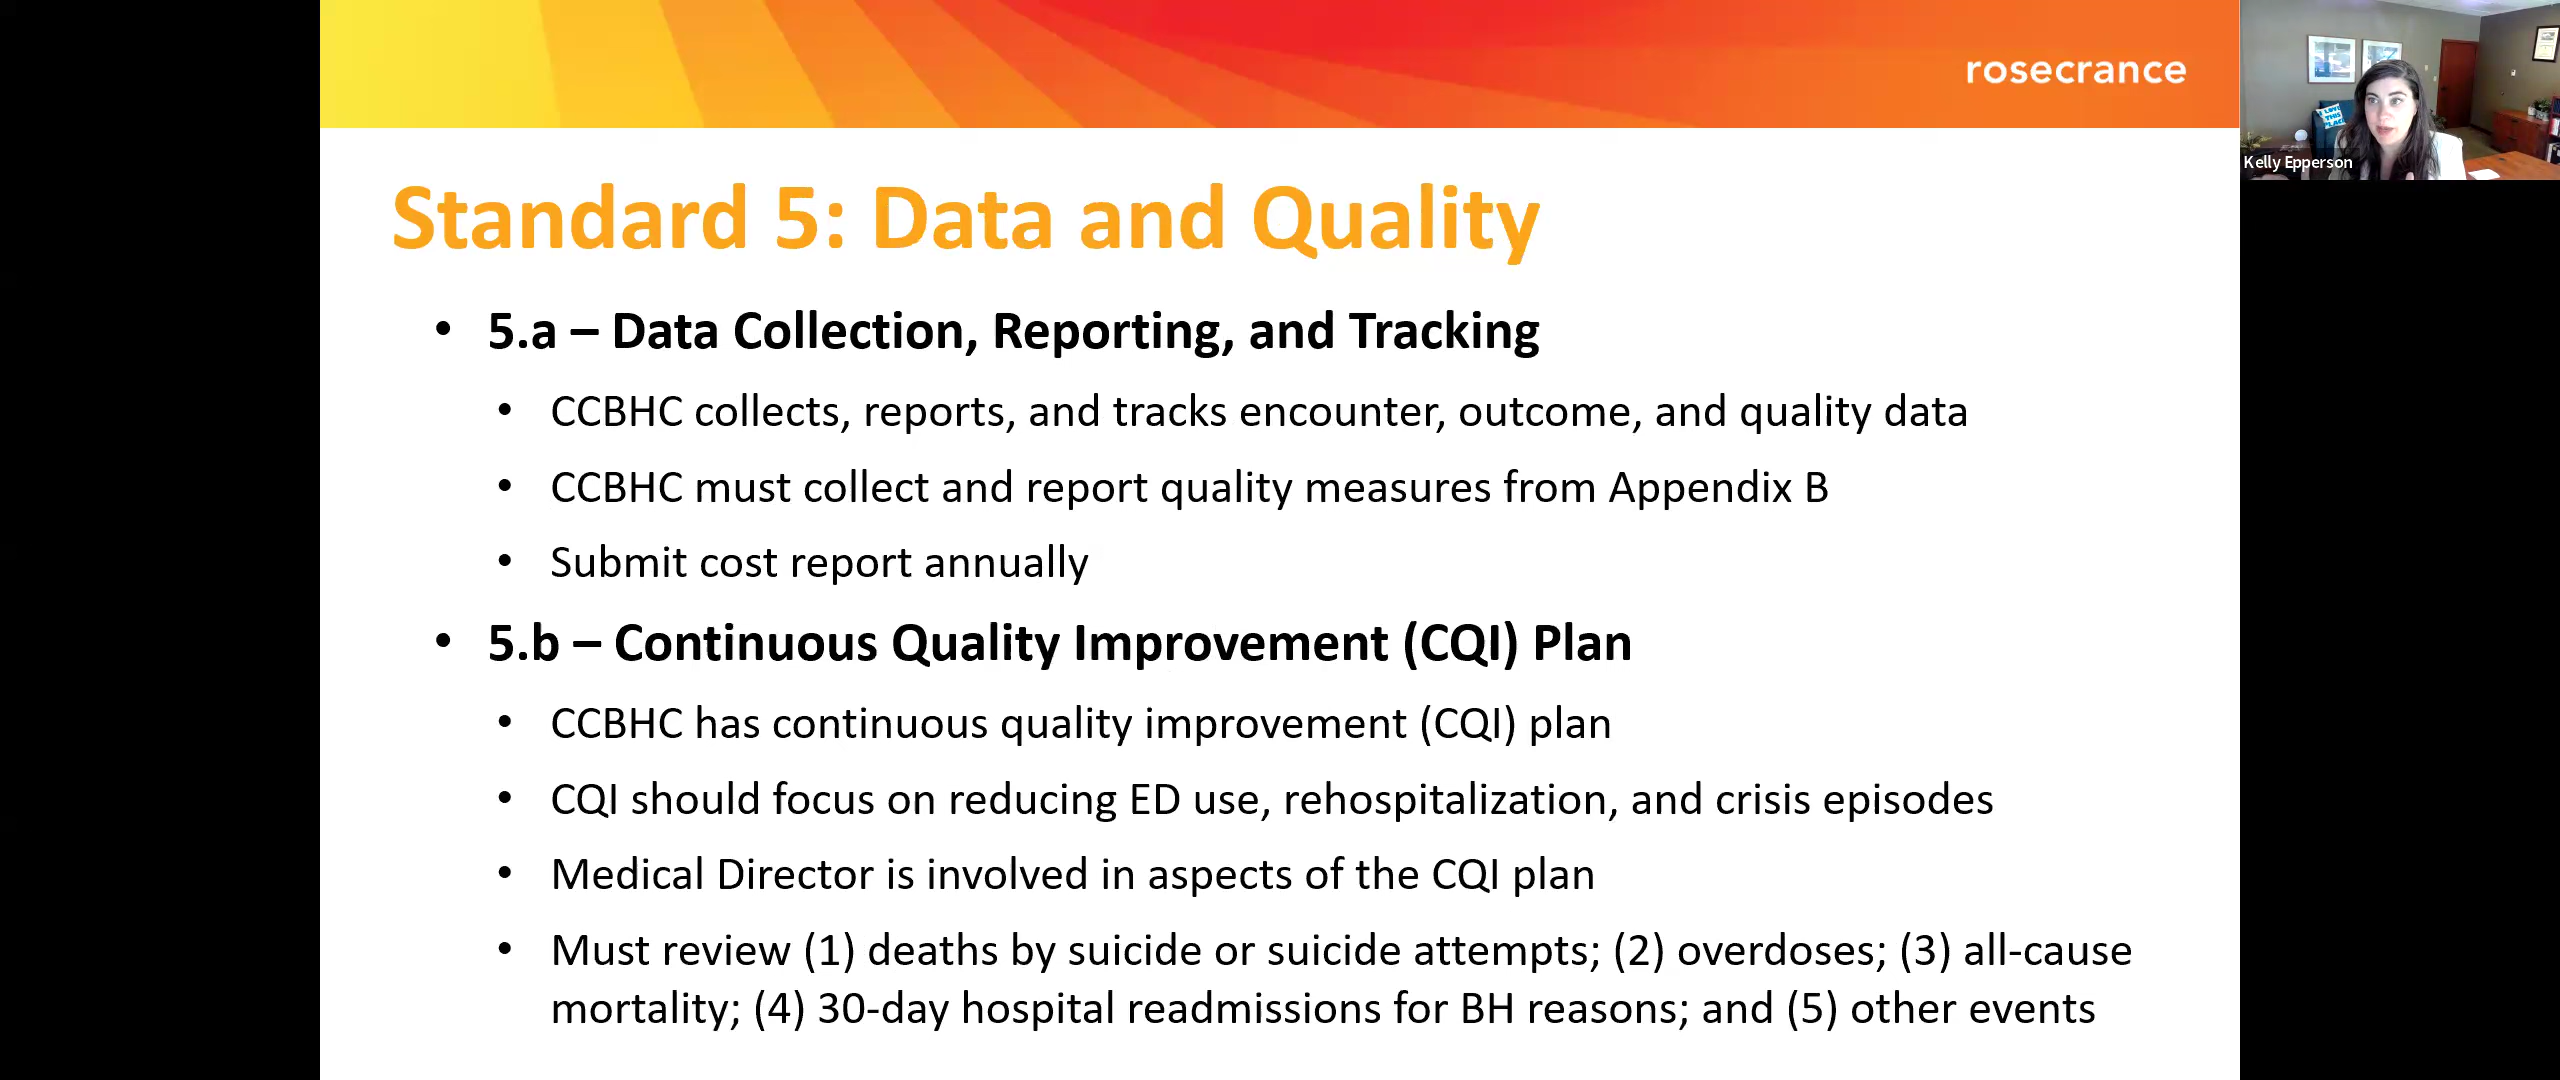 rosecrance
Kelly Epperson
Standard 5: Data and Quality
• 5.a – Data Collection, Reporting, and Tracking
• CCBHC collects, reports, and tracks encounter, outcome, and quality data
• CCBHC must collect and report quality measures from Appendix B
• Submit cost report annually
• 5.b – Continuous Quality Improvement (CQI) Plan
• CCBHC has continuous quality improvement (CQI) plan
• CQI should focus on reducing ED use, rehospitalization, and crisis episodes
• Medical Director is involved in aspects of the CQI plan
• Must review (1) deaths by suicide or suicide attempts; (2) overdoses; (3) all-cause
mortality; (4) 30-day hospital readmissions for BH reasons; and (5) other events